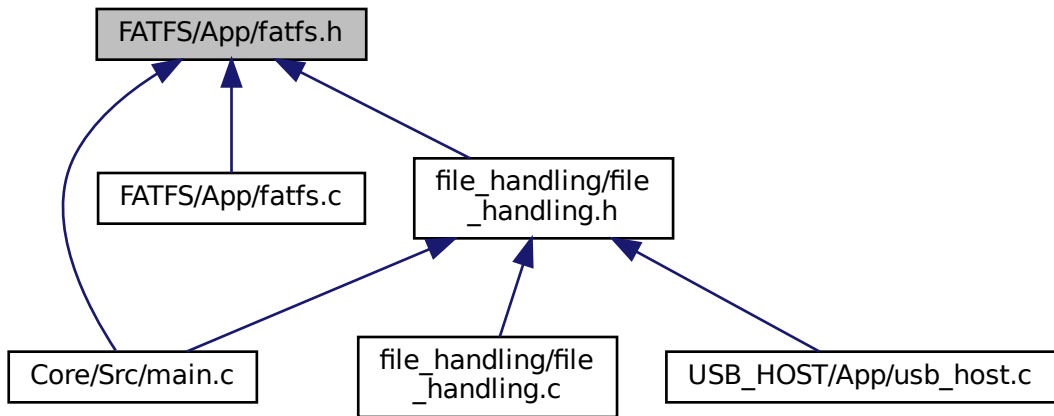 FATFS/App/fatfs.h
FATFS/App/fatfs.c
file_handling/file
_handling.h
Core/Src/main.c
file_handling/file
_handling.c
USB_HOST/App/usb_host.c